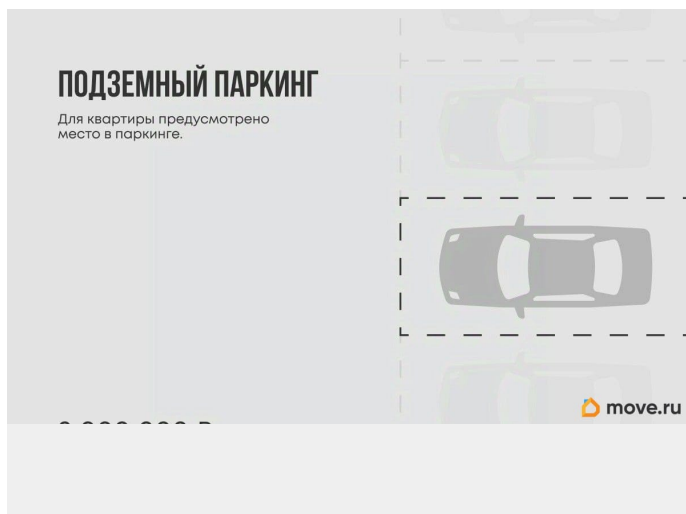 ПОДЗЕМНЫЙ ПАРКИНГ
Для квартиры предусмотрено
место в паркинге.
move.ru